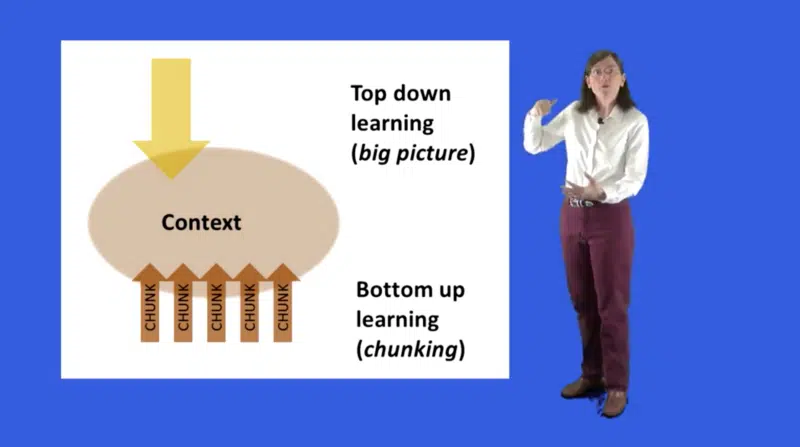 Top down
learning
(big picture)
Context
CHUNK
CHUNK
CHUNK
CHUNK
CHUNK
Bottom up
learning
(chunking)